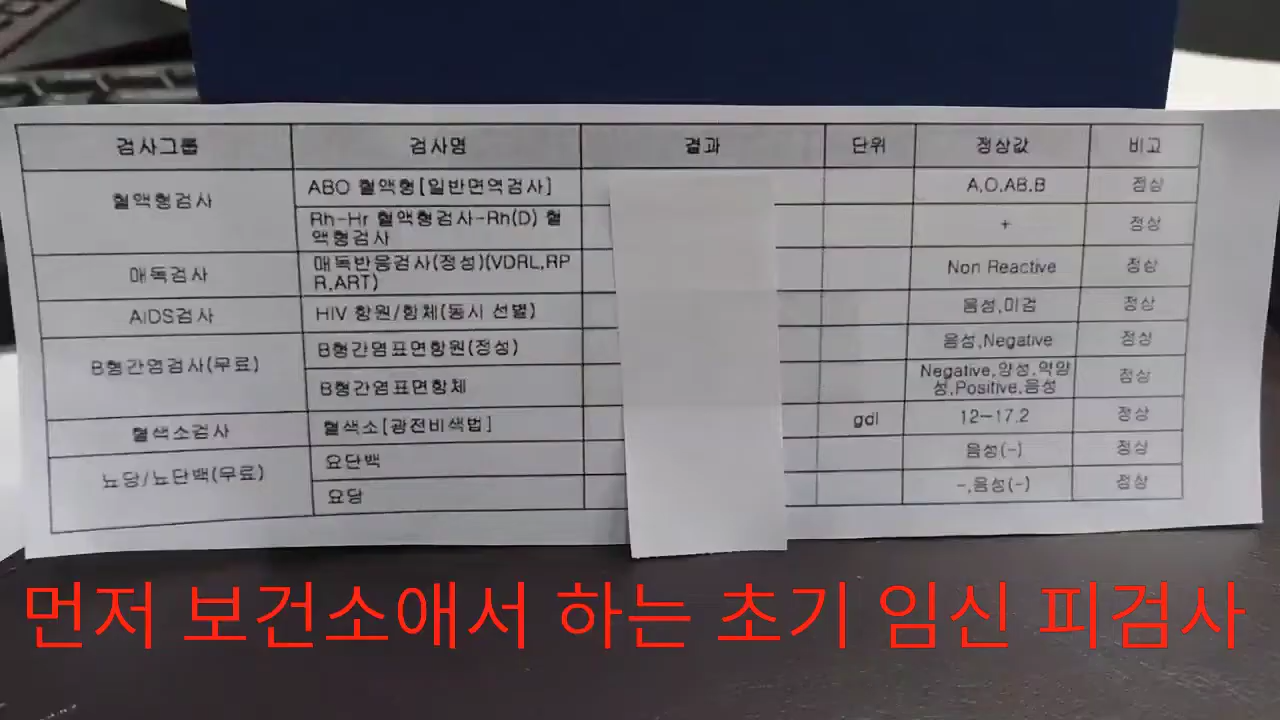 검사그룹 검사명 결과 단위 정상값 비고
혈액형검사 ABO 혈액형[일반면역검사] A,O,AB,B 정상
Rh-Hr 혈액형검사-Rh(D) 혈
액형검사 + 정상
매독검사 매독반응검사(정성)(VDRL,RP
R,ART) Non Reactive 정상
AIDS검사 HIV 항원/항체(동시 선별) 음성,미검 정상
B형간염검사(무료) B형간염표면항원(정성) 음성,Negative 정상
B형간염표면항체 Negative,양성,약양
성,Positive,음성 정상
혈색소검사 혈색소[광전비색법] gdl 12-17.2 정상
뇨당/뇨단백(무료) 요단백 음성(-) 정상
요당 -,음성(-) 정상
먼저 보건소애서 하는 초기 임신 피검사